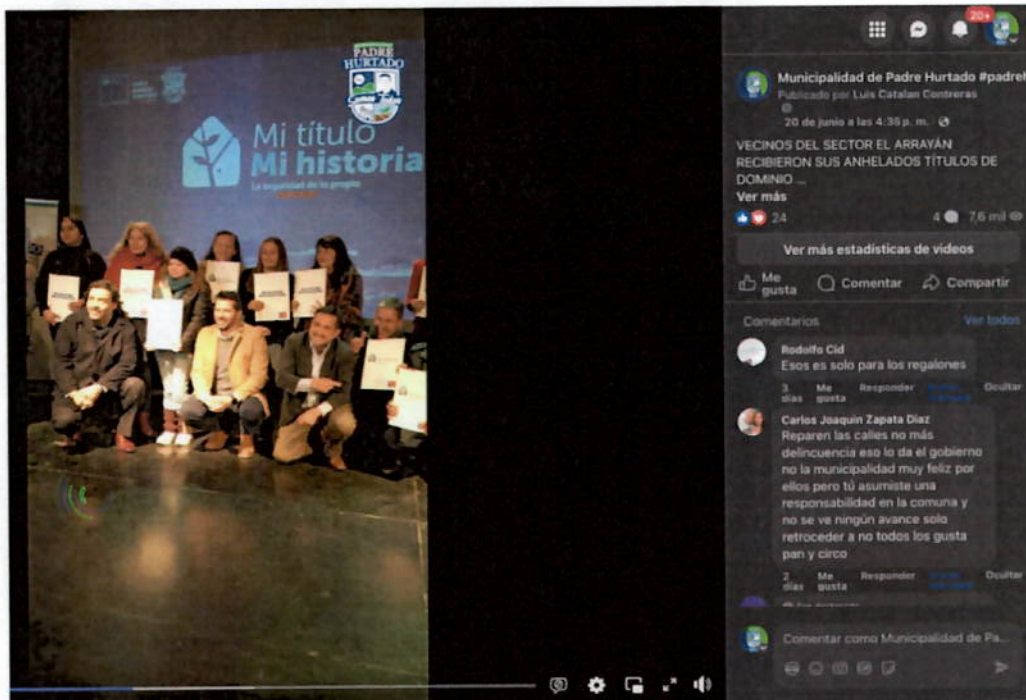 PADRE
HURTADO
Mi título
Mi historia
La seguridad de lo propio
20+
Municipalidad de Padre Hurtado #padreh
Publicado por Luis Catalan Contreras
20 de junio a las 4:36 p. m.
VECINOS DEL SECTOR EL ARRAYÁN
RECIBIERON SUS ANHELADOS TÍTULOS DE
DOMINIO ...
Ver más
24
4
7,6 mil
Ver más estadísticas de videos
Me gusta
Comentar
Compartir
Comentarios
Ver todos
Rodolfo Cid
Esos es solo para los regalones
3 días
Me gusta
Responder
Ocultar
Carlos Joaquin Zapata Diaz
Reparen las calles no más
delincuencia eso lo da el gobierno
no la municipalidad muy feliz por
ellos pero tú asumiste una
responsabilidad en la comuna y
no se ve ningún avance solo
retroceder a no todos los gusta
pan y circo
2 días
Me gusta
Responder
Ocultar
Comentar como Municipalidad de Pa...